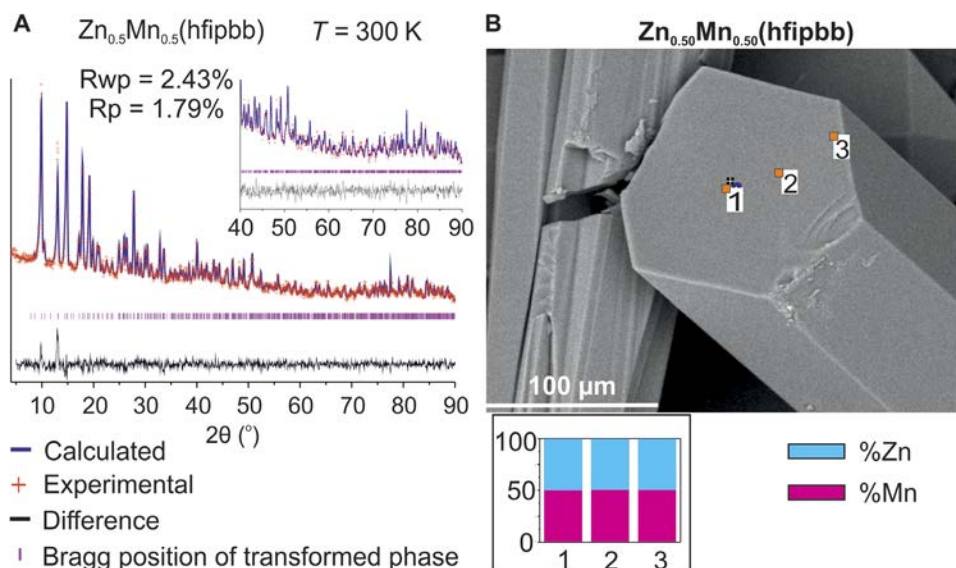 A
Zn0.5Mn0.5(hfipbb) T = 300 K
Rwp = 2.43%
Rp = 1.79%
40 50 60 70 80 90
10 20 30 40 50 60 70 80 90
2θ (°)
Calculated
Experimental
Difference
Bragg position of transformed phase
B
Zn0.50Mn0.50(hfipbb)
1
2
3
100 µm
100
50
0
1 2 3
%Zn
%Mn